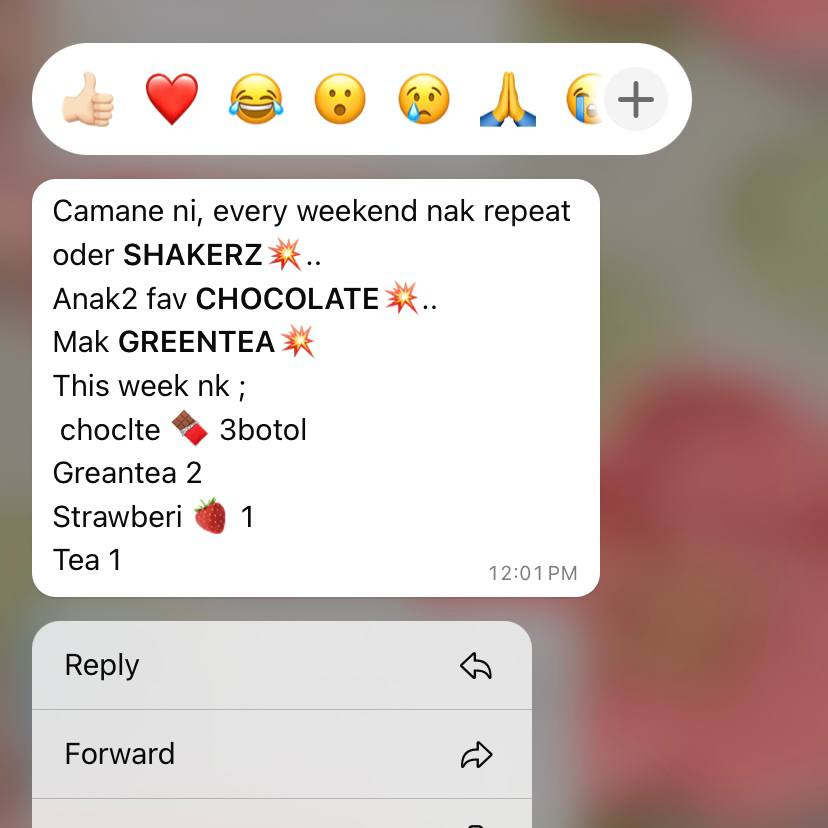 Camane ni, every weekend nak repeat
oder SHAKERZ💥..
Anak2 fav CHOCOLATE💥..
Mak GREENTEA💥
This week nk ;
choclte 🍫 3botol
Greantea 2
Strawberi 🍓 1
Tea 1
12:01 PM
Reply
Forward